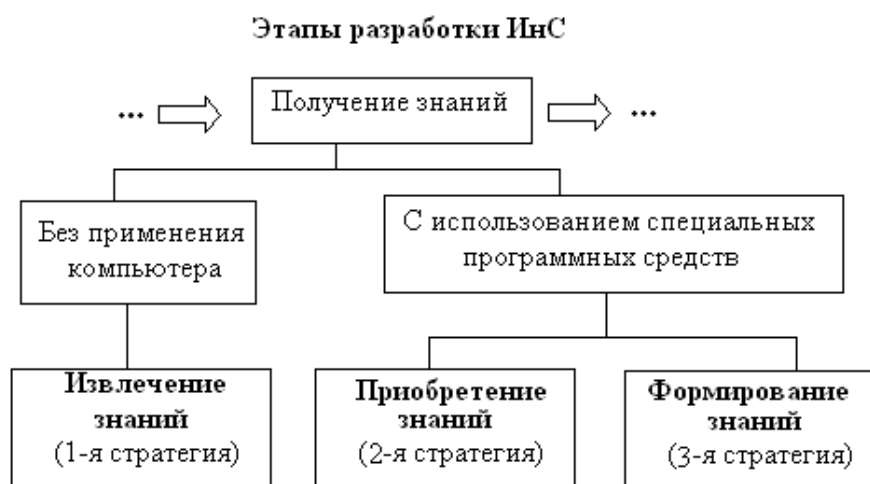 Этапы разработки ИнС
... Получение знаний ...
Без применения
компьютера
С использованием специальных
программных средств
Извлечение
знаний
(1-я стратегия)
Приобретение
знаний
(2-я стратегия)
Формирование
знаний
(3-я стратегия)